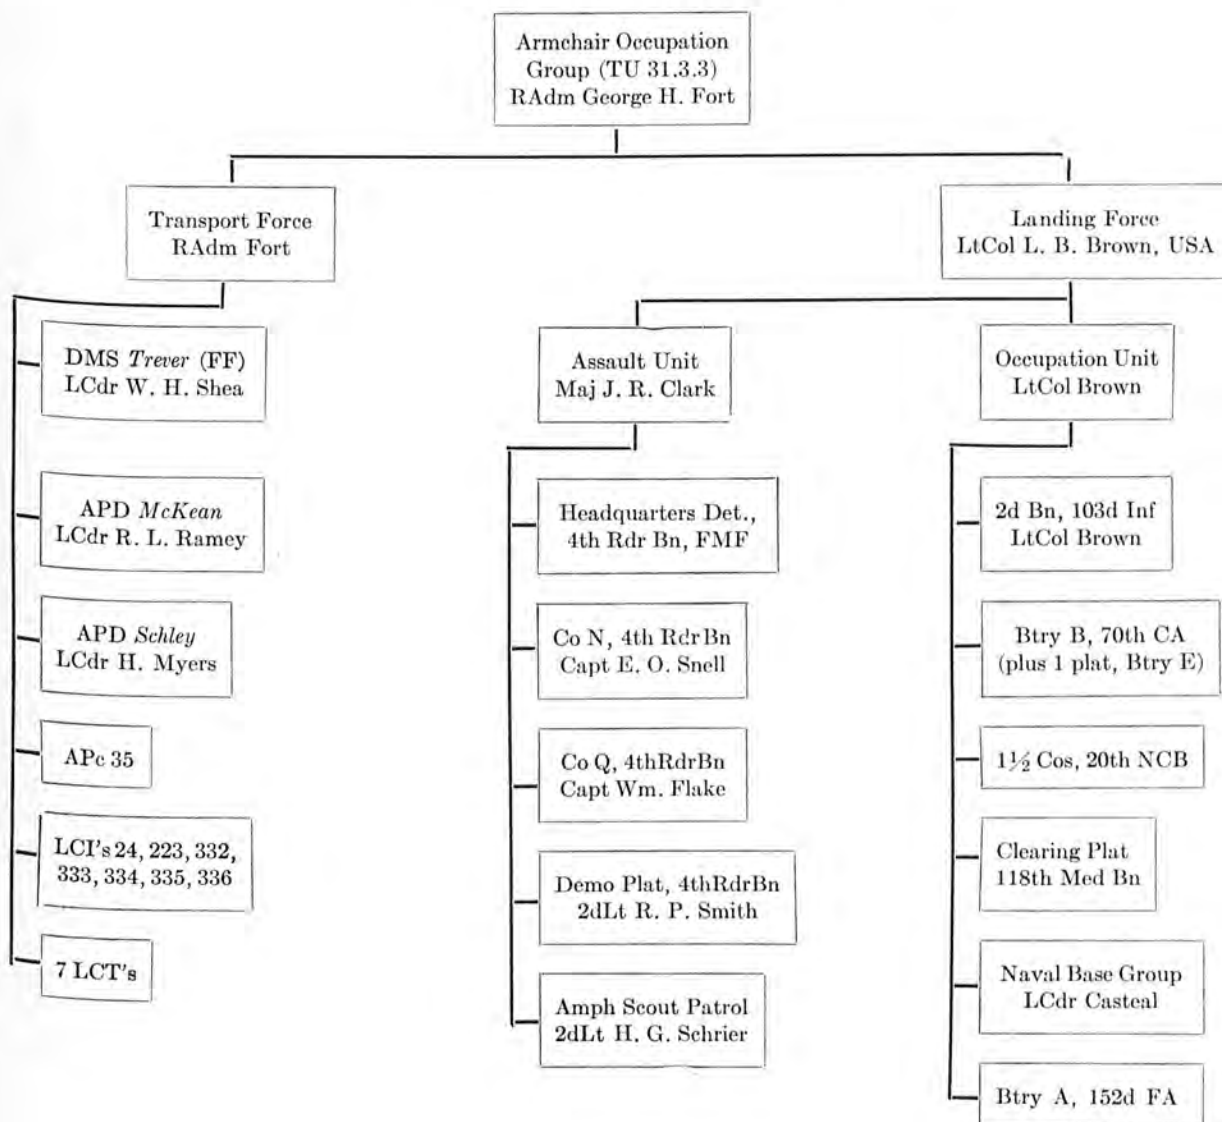 Armchair Occupation
Group (TU 31.3.3)
RAdm George H. Fort
Transport Force
RAdm Fort
DMS Trever (FF)
LCdr W. H. Shea
APD McKean
LCdr R. L. Ramey
APD Schley
LCdr H. Myers
APc 35
LCI's 24, 223, 332,
333, 334, 335, 336
7 LCT's
Landing Force
LtCol L. B. Brown, USA
Assault Unit
Maj J. R. Clark
Headquarters Det.,
4th Rdr Bn, FMF
Co N, 4th Rdr Bn
Capt E. O. Snell
Co Q, 4thRdrBn
Capt Wm. Flake
Demo Plat, 4thRdrBn
2dLt R. P. Smith
Amph Scout Patrol
2dLt H. G. Schrier
Occupation Unit
LtCol Brown
2d Bn, 103d Inf
LtCol Brown
Btry B, 70th CA
(plus 1 plat, Btry E)
1½ Cos, 20th NCB
Clearing Plat
118th Med Bn
Naval Base Group
LCdr Casteal
Btry A, 152d FA